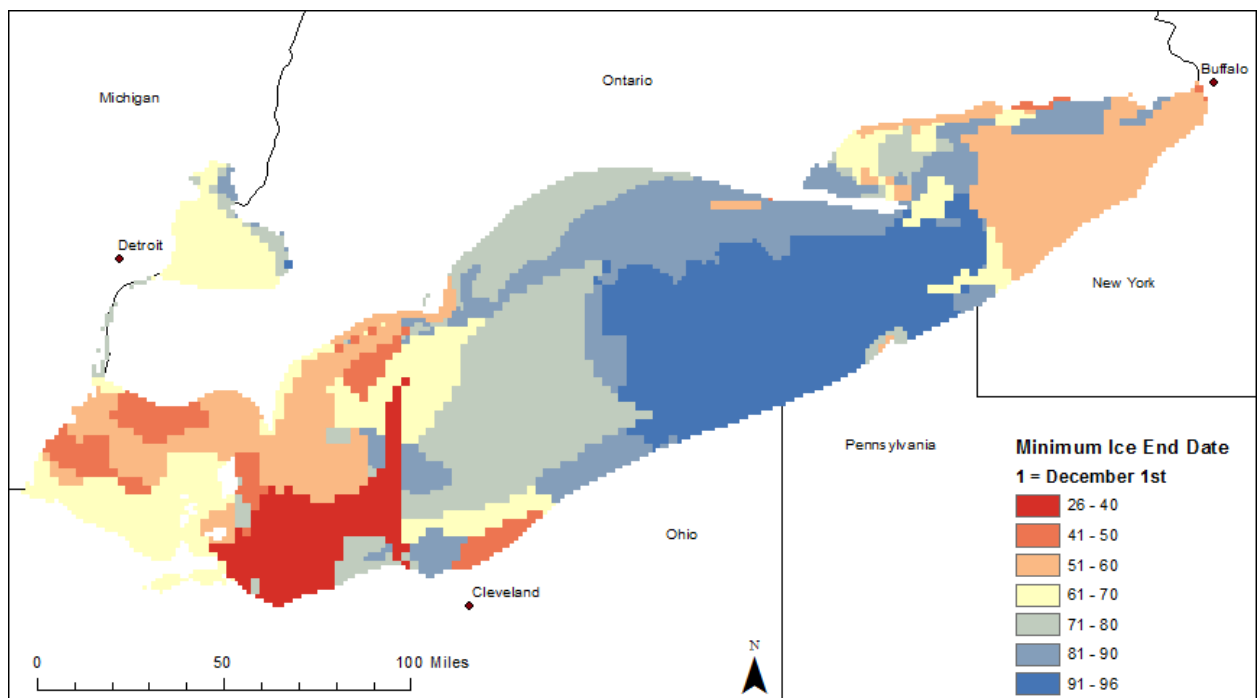 Buffalo
Ontario
Michigan
Detroit
New York
Pennsylvania
Ohio
Cleveland
Minimum Ice End Date
1 = December 1st
26 - 40
41 - 50
51 - 60
61 - 70
71 - 80
81 - 90
91 - 96
0 50 100 Miles
N